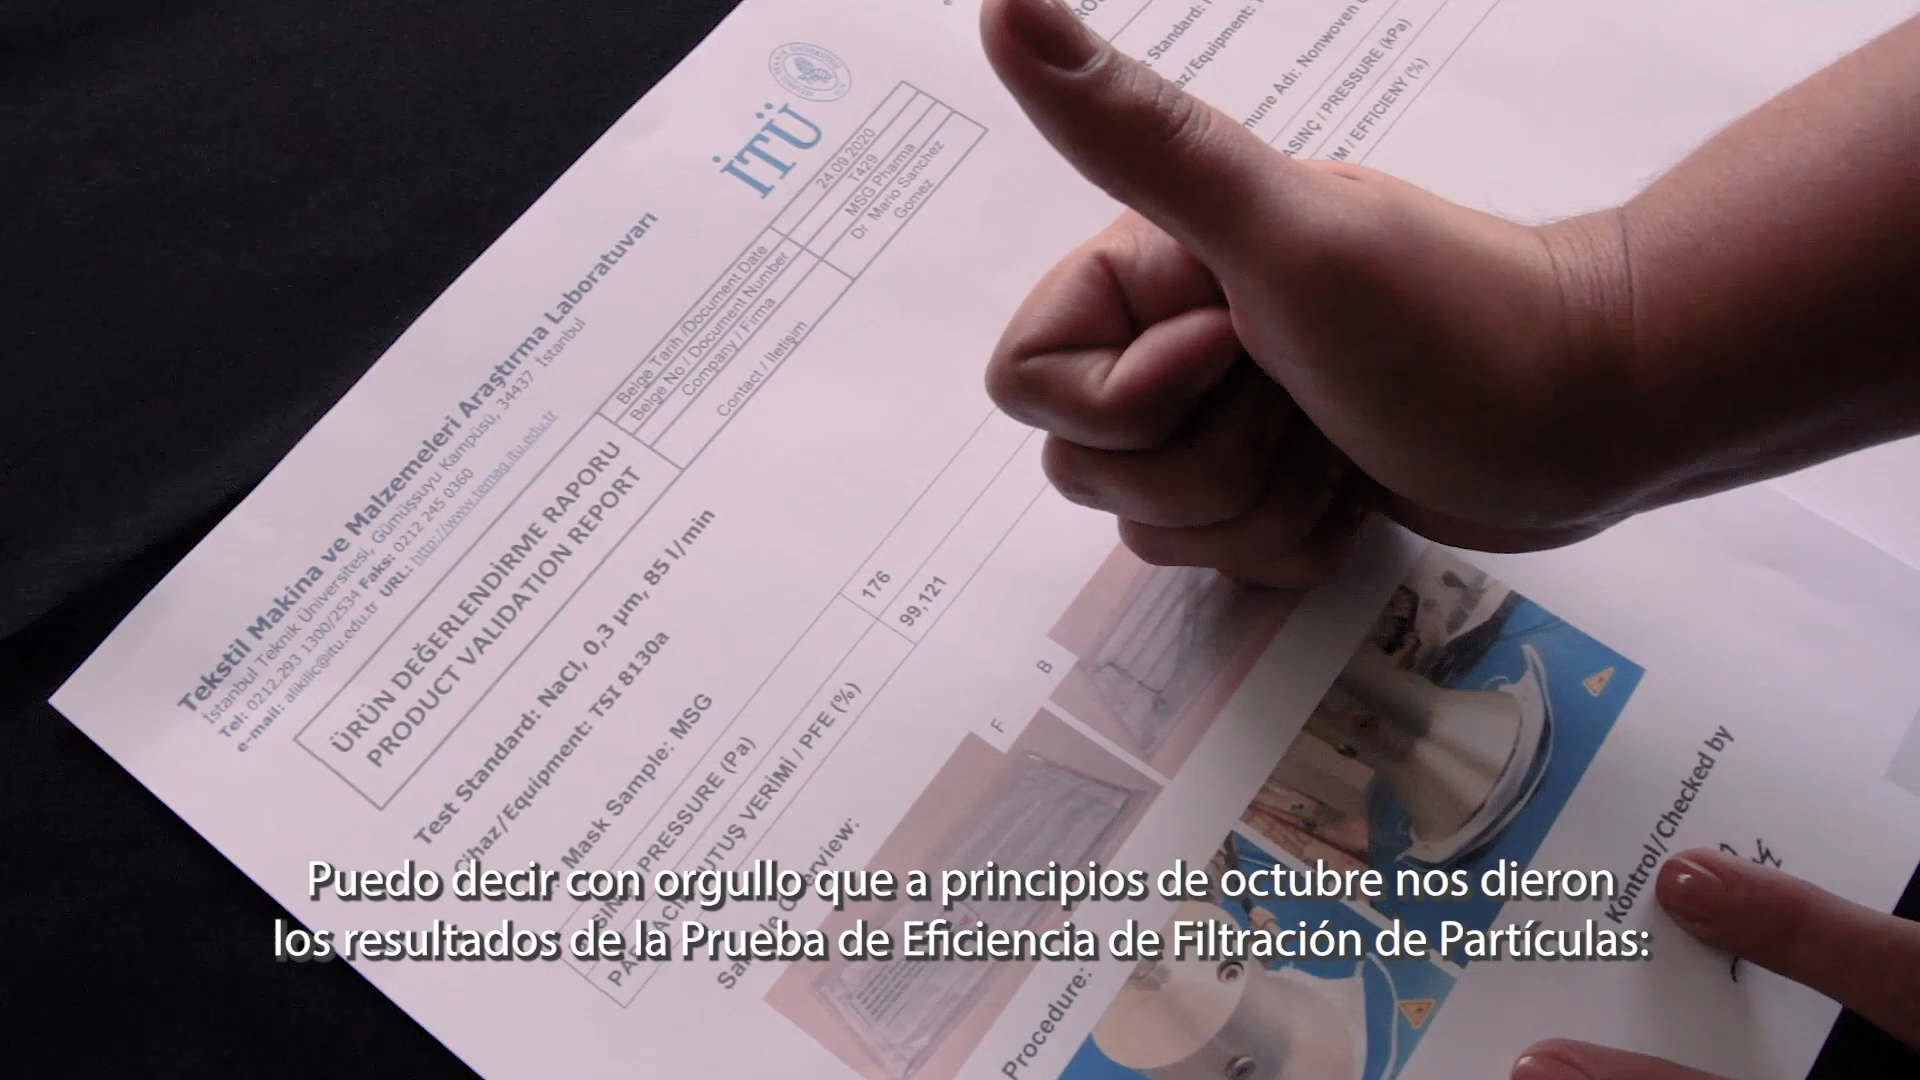 İTÜ
Tekstil Makina ve Malzemeleri Araştırma Laboratuvarı
İstanbul Teknik Üniversitesi, Gümüşsuyu Kampüsü, 34437 İstanbul
Tel: 0212.293 1300/2534 Faks: 0212 245 0360
e-mail: alikilic@itu.edu.tr URL: http://www.temag.itu.edu.tr
ÜRÜN DEĞERLENDİRME RAPORU
PRODUCT VALIDATION REPORT
Belge Tarih /Document Date 24.09.2020
Belge No / Document Number T429
Company / Firma MSG Pharma
Contact / İletişim Dr Mario Sanchez
Gomez
Test Standard: NaCl, 0,3 µm, 85 l/min
Cihaz/Equipment: TSI 8130a
Mask Sample: MSG
PRESSURE (Pa) 176
TUTUŞ VERİMİ / PFE (%) 99,121
F
B
Procedure:
Kontrol/Checked by
Standard:
Equipment:
Adı: Nonwoven
/ PRESSURE (kPa)
/ EFFICIENY (%)
Puedo decir con orgullo que a principios de octubre nos dieron
los resultados de la Prueba de Eficiencia de Filtración de Partículas: